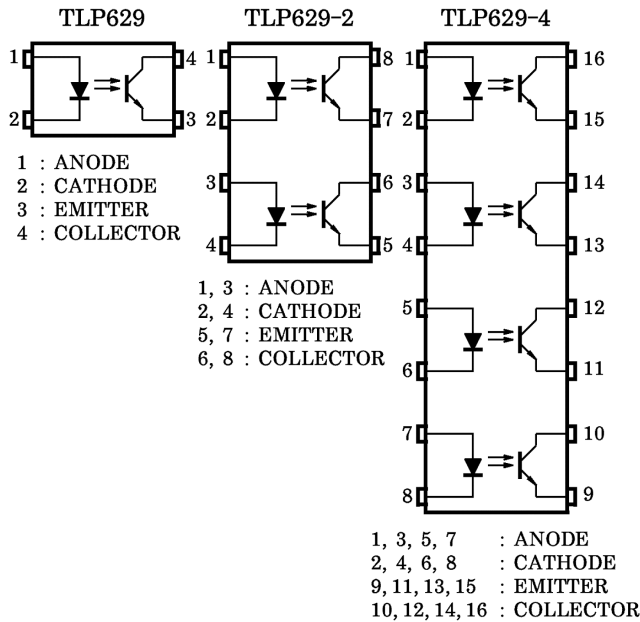 TLP629
1
4
2
3
1 : ANODE
2 : CATHODE
3 : EMITTER
4 : COLLECTOR
TLP629-2
1
8
2
7
3
6
4
5
1, 3 : ANODE
2, 4 : CATHODE
5, 7 : EMITTER
6, 8 : COLLECTOR
TLP629-4
1
16
2
15
3
14
4
13
5
12
6
11
7
10
8
9
1, 3, 5, 7 : ANODE
2, 4, 6, 8 : CATHODE
9, 11, 13, 15 : EMITTER
10, 12, 14, 16 : COLLECTOR